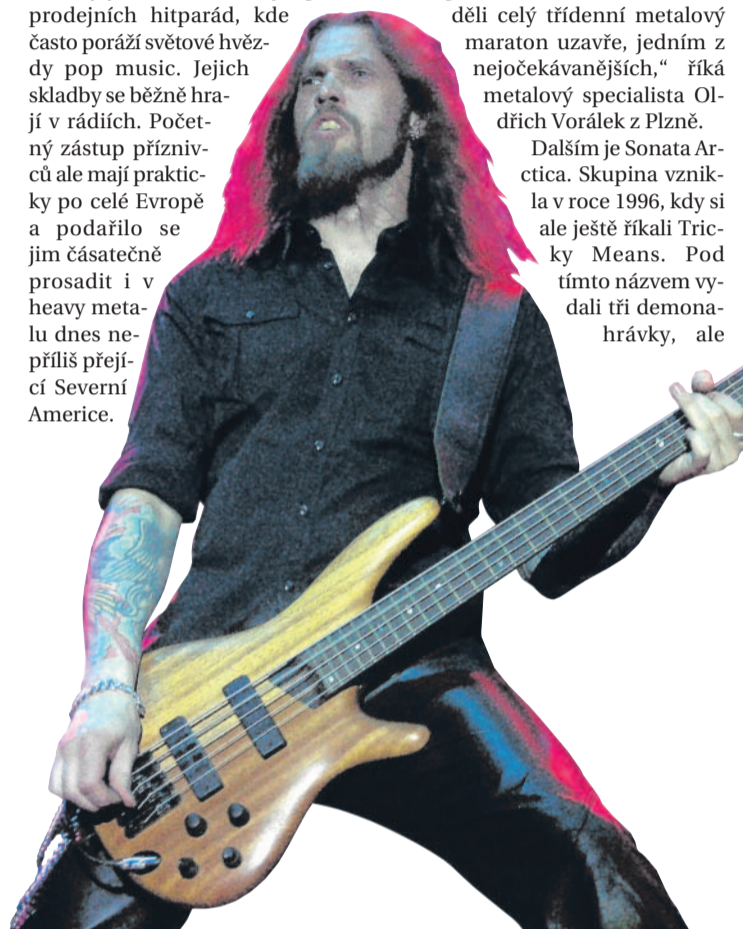 prodejních hitparád, kde
často poráží světové hvěz-
dy pop music. Jejich
skladby se běžně hra-
jí v rádiích. Počet-
ný zástup přízniv-
ců ale mají praktic-
ky po celé Evropě
a podařilo se
jim čásatečně
prosadit i v
heavy meta-
lu dnes ne-
příliš přejí-
cí Severní
Americe.
děli celý třídenní metalový
maraton uzavře, jedním z
nejočekávanějších,“ říká
metalový specialista Ol-
dřich Vorálek z Plzně.
Dalším je Sonata Ar-
ctica. Skupina vznik-
la v roce 1996, kdy si
ale ještě říkali Tric-
ky Means. Pod
tímto názvem vy-
dali tři demona-
hrávky, ale